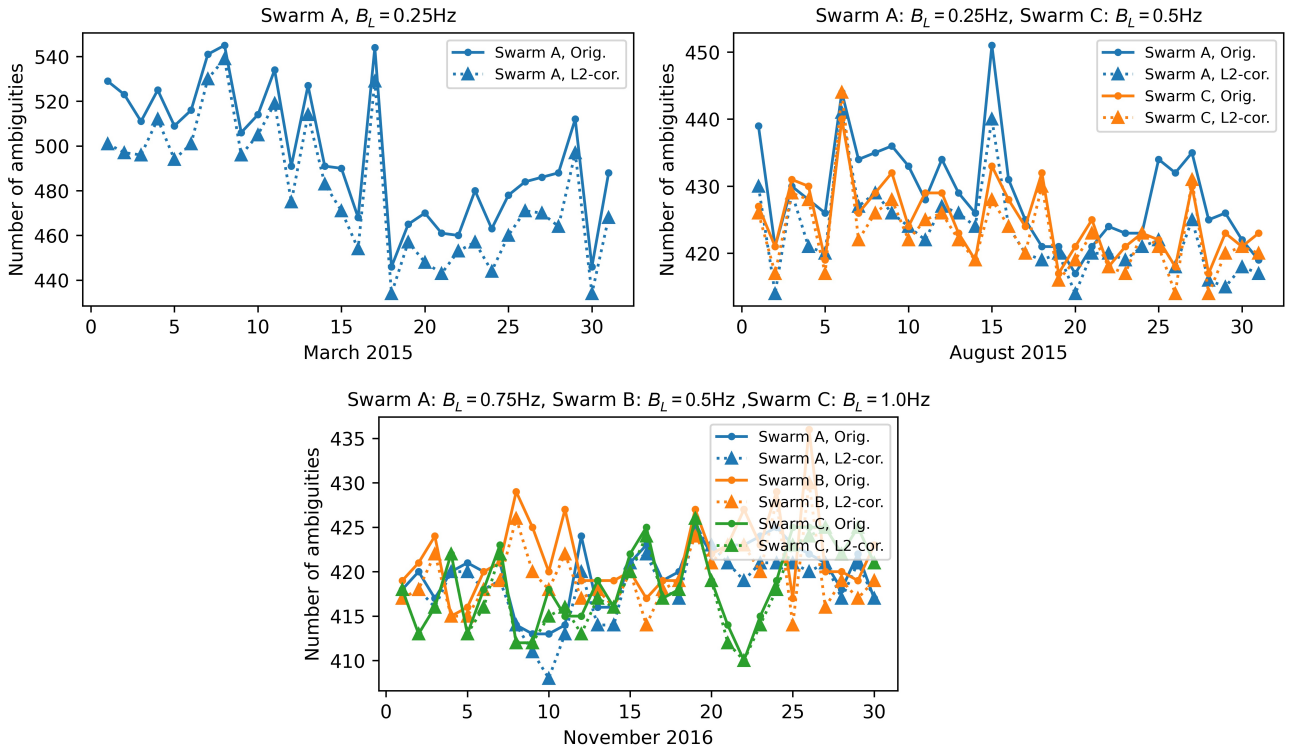 Swarm A, B_L = 0.25Hz
Number of ambiguities
540
520
500
480
460
440
Swarm A, Orig.
Swarm A, L2-cor.
0 5 10 15 20 25 30
March 2015
Swarm A: B_L = 0.25Hz, Swarm C: B_L = 0.5Hz
Number of ambiguities
450
440
430
420
Swarm A, Orig.
Swarm A, L2-cor.
Swarm C, Orig.
Swarm C, L2-cor.
0 5 10 15 20 25 30
August 2015
Swarm A: B_L = 0.75Hz, Swarm B: B_L = 0.5Hz ,Swarm C: B_L = 1.0Hz
Number of ambiguities
435
430
425
420
415
410
Swarm A, Orig.
Swarm A, L2-cor.
Swarm B, Orig.
Swarm B, L2-cor.
Swarm C, Orig.
Swarm C, L2-cor.
0 5 10 15 20 25 30
November 2016